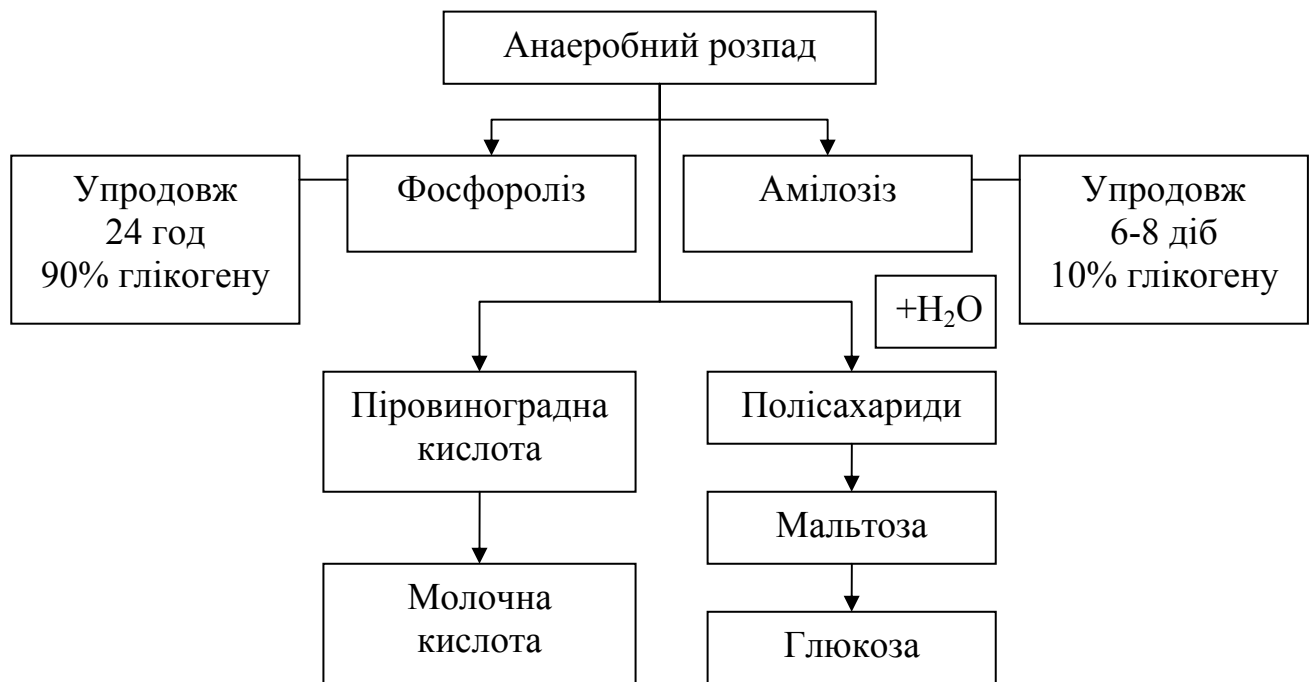 Анаеробний розпад
Упродовж
24 год
90% глікогену
Фосфороліз
Амілозіз
Упродовж
6-8 діб
10% глікогену
+H₂O
Піровиноградна
кислота
Полісахариди
Мальтоза
Молочна
кислота
Глюкоза